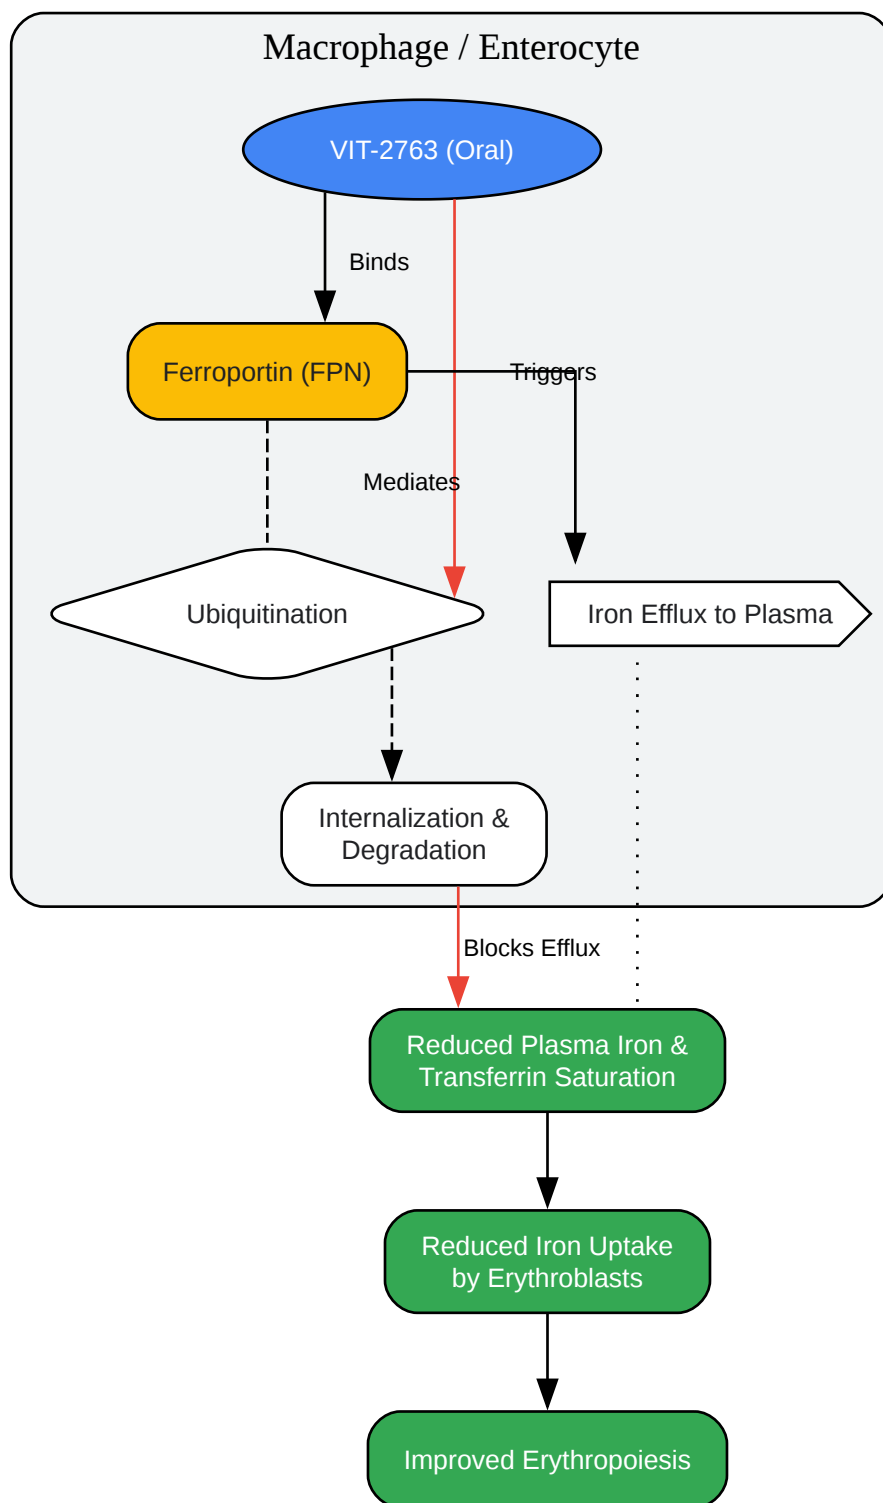 Macrophage / Enterocyte
VIT-2763 (Oral)
Binds
Ferroportin (FPN)
Triggers
Mediates
Ubiquitination
Iron Efflux to Plasma
Internalization &
Degradation
Blocks Efflux
Reduced Plasma Iron &
Transferrin Saturation
Reduced Iron Uptake
by Erythroblasts
Improved Erythropoiesis